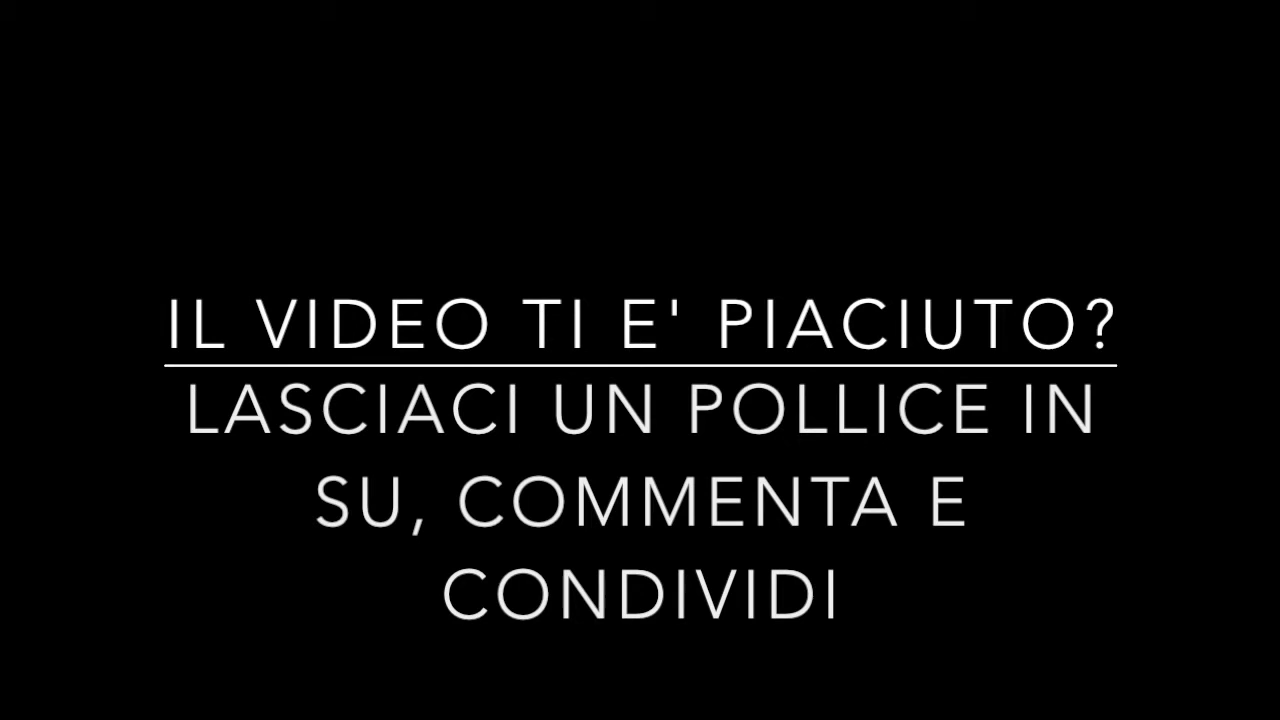 IL VIDEO TI E' PIACIUTO?
LASCIACI UN POLLICE IN
SU, COMMENTA E
CONDIVIDI